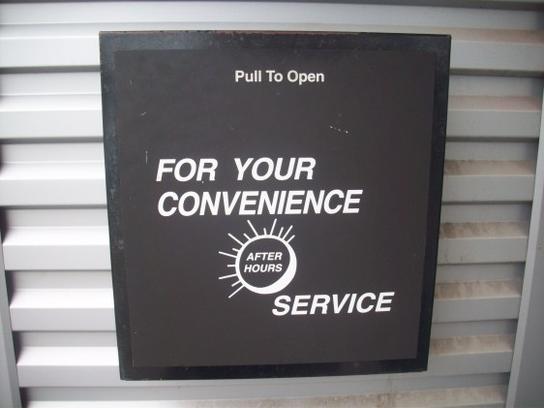 Pull To Open
FOR YOUR
CONVENIENCE
AFTER
HOURS
SERVICE